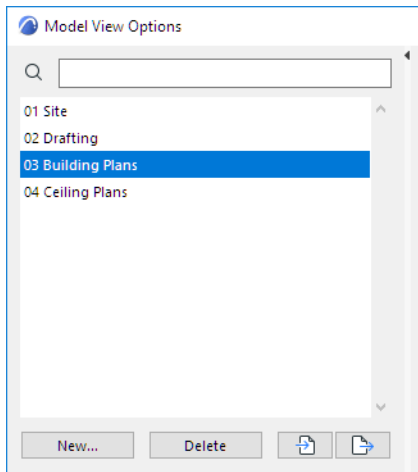 Model View Options
01 Site
02 Drafting
03 Building Plans
04 Ceiling Plans
New... Delete